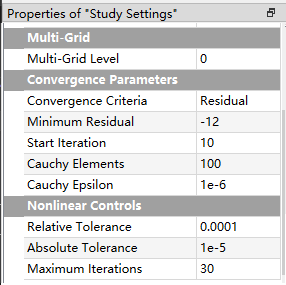 Properties of "Study Settings"
Multi-Grid
Multi-Grid Level 0
Convergence Parameters
Convergence Criteria Residual
Minimum Residual -12
Start Iteration 10
Cauchy Elements 100
Cauchy Epsilon 1e-6
Nonlinear Controls
Relative Tolerance 0.0001
Absolute Tolerance 1e-5
Maximum Iterations 30